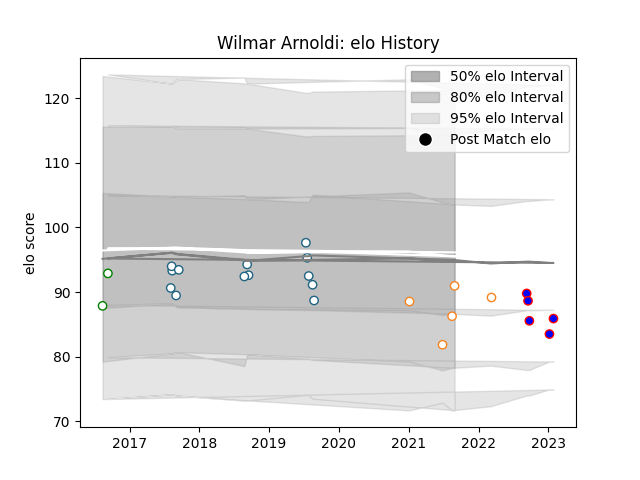 Wilmar Arnoldi: elo History
50% elo Interval
80% elo Interval
95% elo Interval
Post Match elo
elo score
120
110
100
90
80
70
2017 2018 2019 2020 2021 2022 2023